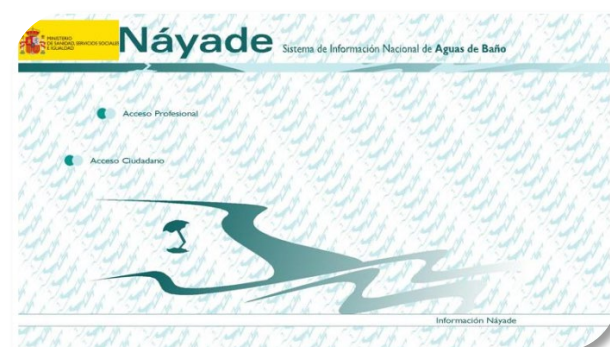 MINISTERIO
DE SANIDAD, SERVICIOS SOCIALES
E IGUALDAD
Náyade Sistema de Información Nacional de Aguas de Baño
Acceso Profesional
Acceso Ciudadano
Información Náyade